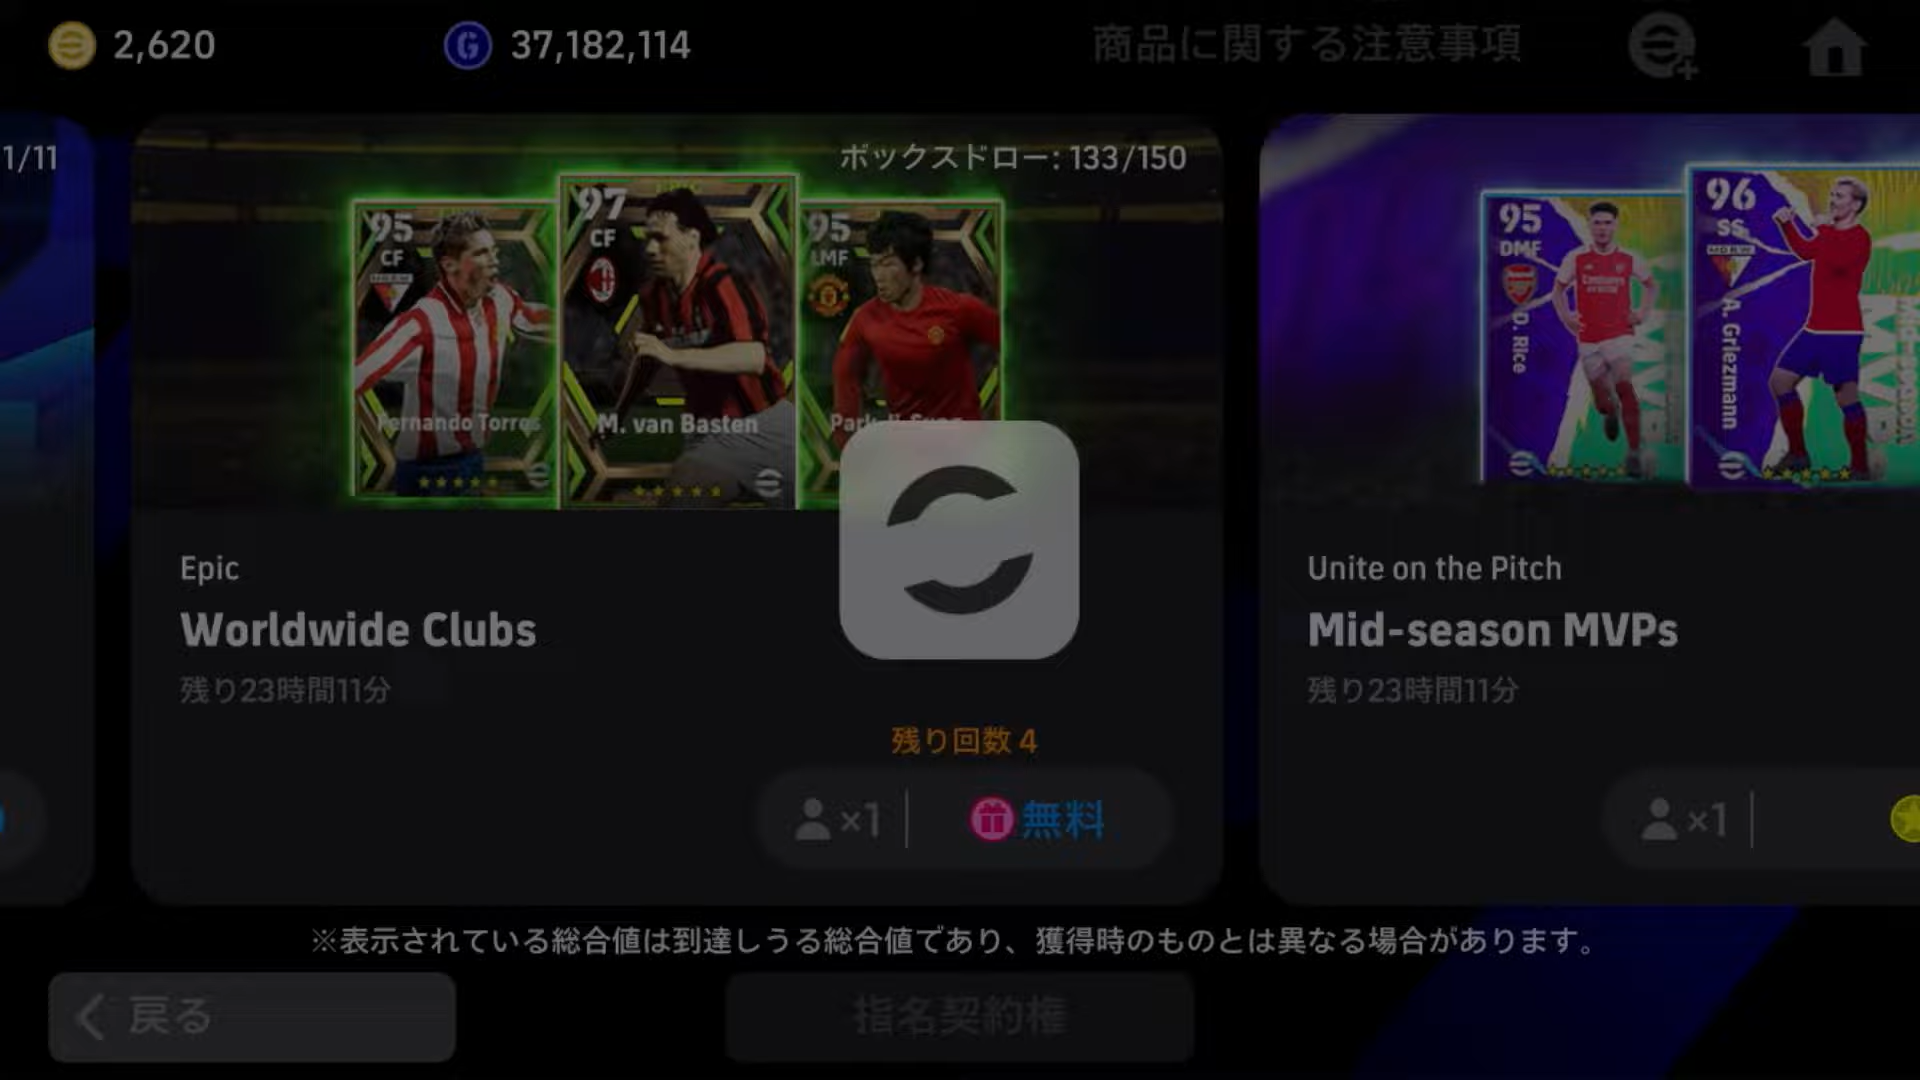 2,620
37,182,114
商品に関する注意事項
1/11
ボックスドロー: 133/150
95
CF
Fernando Torres
97
CF
M. van Basten
95
LMF
95
DMF
D. Rice
96
SS
A. Griezmann
Epic
Worldwide Clubs
残り23時間11分
残り回数 4
×1
無料
Unite on the Pitch
Mid-season MVPs
残り23時間11分
×1
※表示されている総合値は到達しうる総合値であり、獲得時のものとは異なる場合があります。
戻る
指名契約権